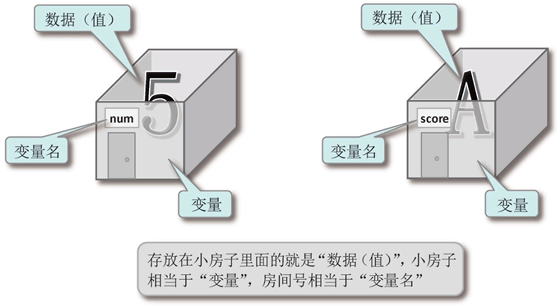 数据（值）
数据（值）
5
A
num
score
变量名
变量名
变量
变量
存放在小房子里面的就是“数据（值）”，小房子
相当于“变量”，房间号相当于“变量名”